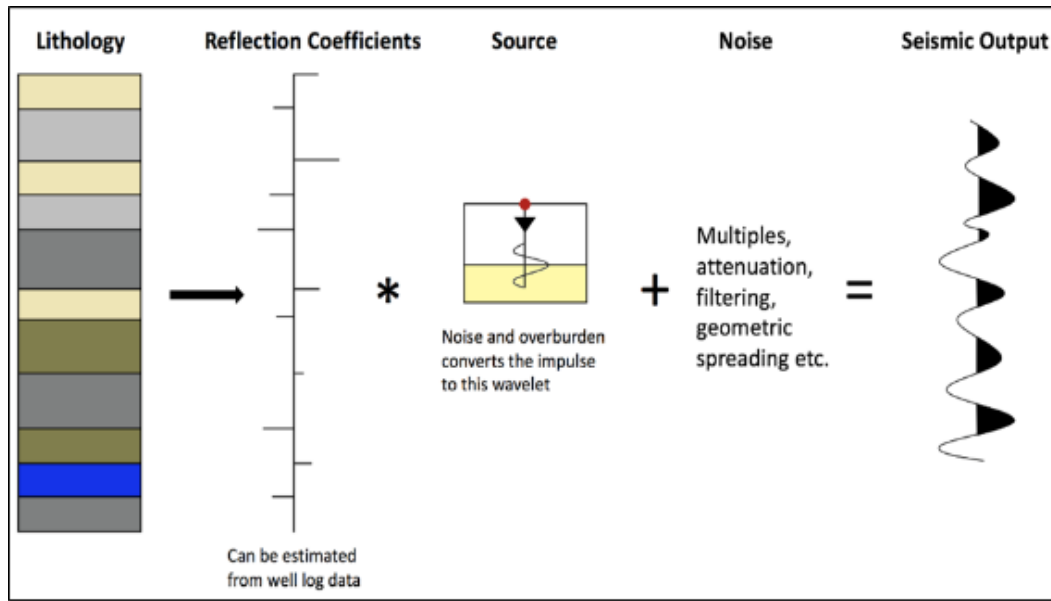 Lithology
Reflection Coefficients
Source
Noise
Seismic Output
*
Noise and overburden
converts the impulse
to this wavelet
+
Multiples,
attenuation,
filtering,
geometric
spreading etc.
=
Can be estimated
from well log data